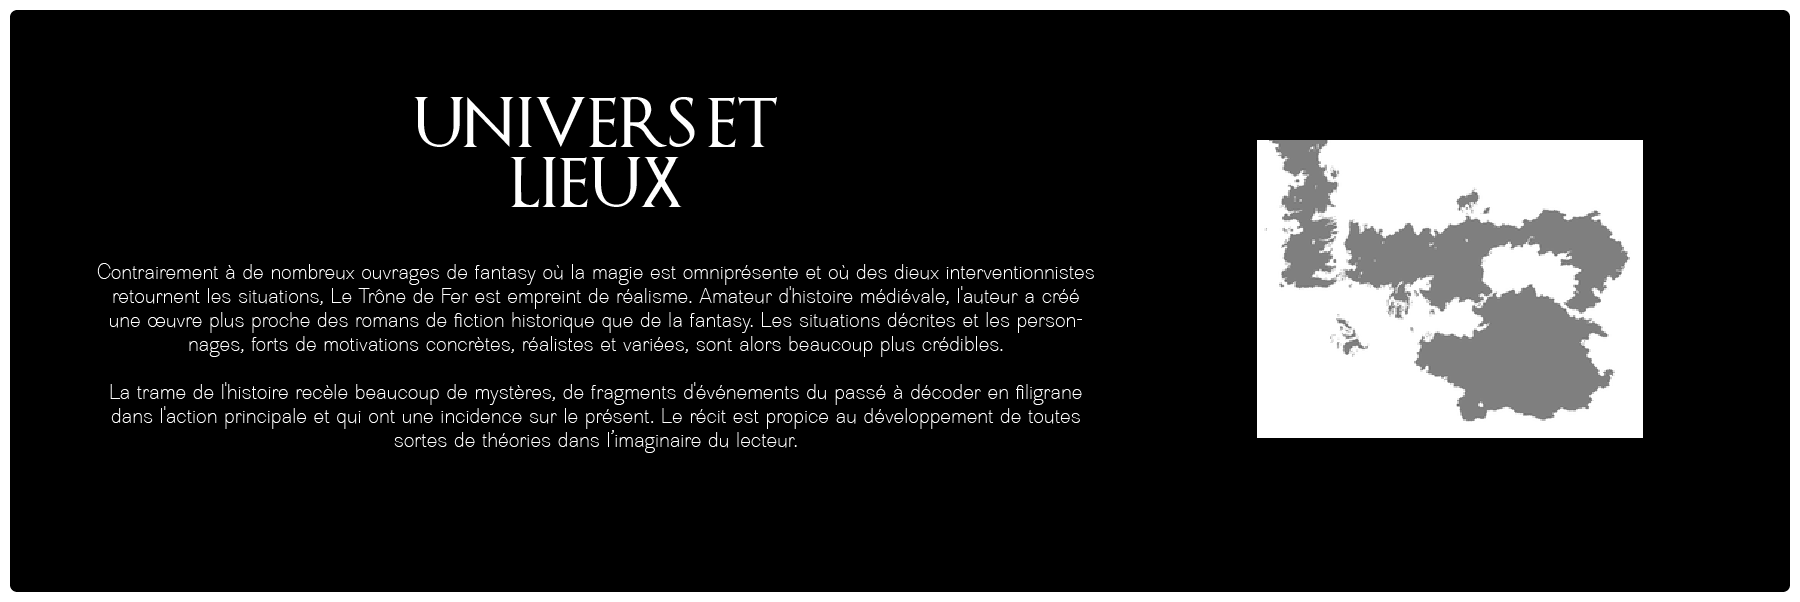 UNIVERS ET
LIEUX
Contrairement à de nombreux ouvrages de fantasy où la magie est omniprésente et où des dieux interventionnistes
retournent les situations, Le Trône de Fer est empreint de réalisme. Amateur d'histoire médiévale, l'auteur a créé
une œuvre plus proche des romans de fiction historique que de la fantasy. Les situations décrites et les person-
nages, forts de motivations concrètes, réalistes et variées, sont alors beaucoup plus crédibles.
La trame de l'histoire recèle beaucoup de mystères, de fragments d'événements du passé à décoder en filigrane
dans l'action principale et qui ont une incidence sur le présent. Le récit est propice au développement de toutes
sortes de théories dans l’imaginaire du lecteur.